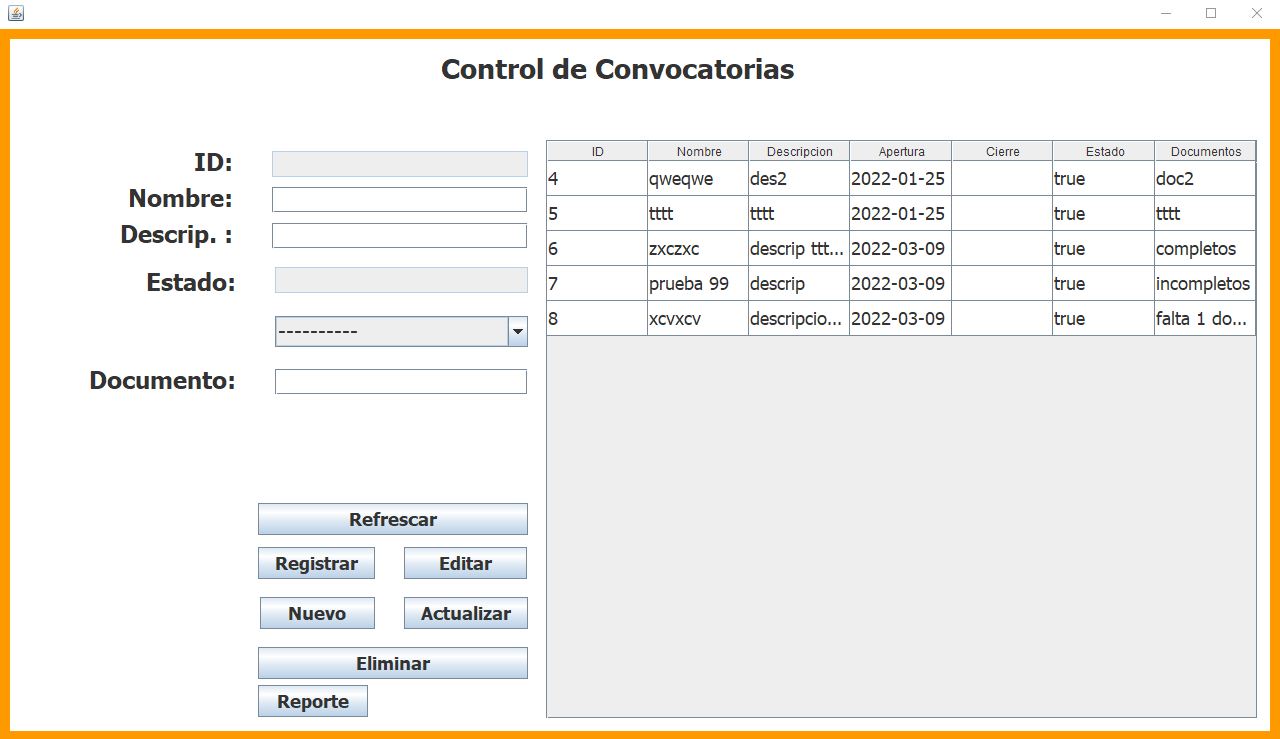 Control de Convocatorias
ID:
Nombre:
Descrip. :
Estado:
----------
Documento:
Refrescar
Registrar Editar
Nuevo Actualizar
Eliminar
Reporte
ID Nombre Descripcion Apertura Cierre Estado Documentos
4 qweqwe des2 2022-01-25 true doc2
5 tttt tttt 2022-01-25 true tttt
6 zxczxc descrip ttt... 2022-03-09 true completos
7 prueba 99 descrip 2022-03-09 true incompletos
8 xcvxcv descripcio... 2022-03-09 true falta 1 do...